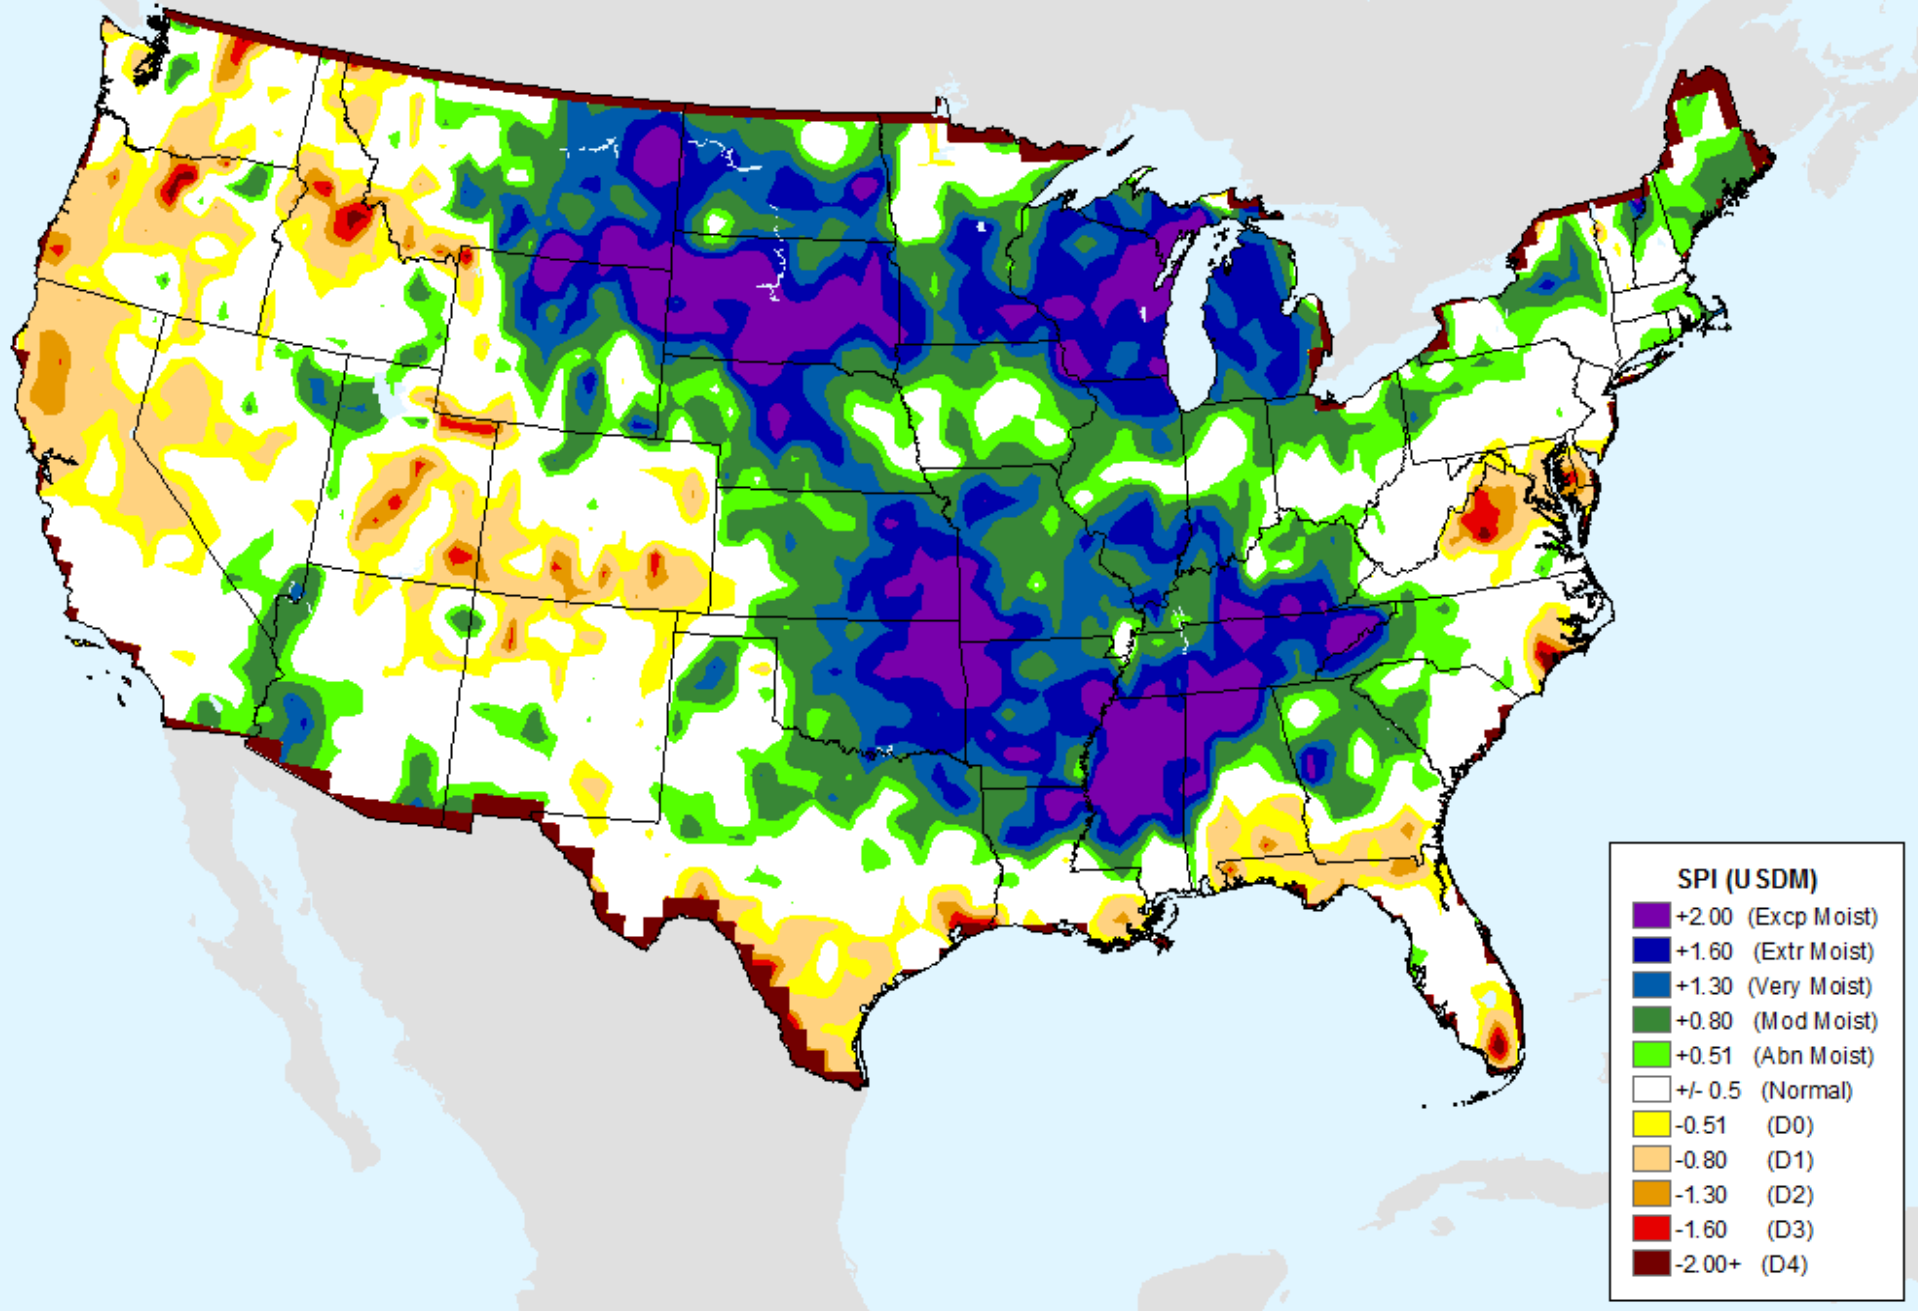 SPI (USDM)
+2.00 (Excp Moist)
+1.60 (Extr Moist)
+1.30 (Very Moist)
+0.80 (Mod Moist)
+0.51 (Abn Moist)
+/- 0.5 (Normal)
-0.51 (D0)
-0.80 (D1)
-1.30 (D2)
-1.60 (D3)
-2.00+ (D4)